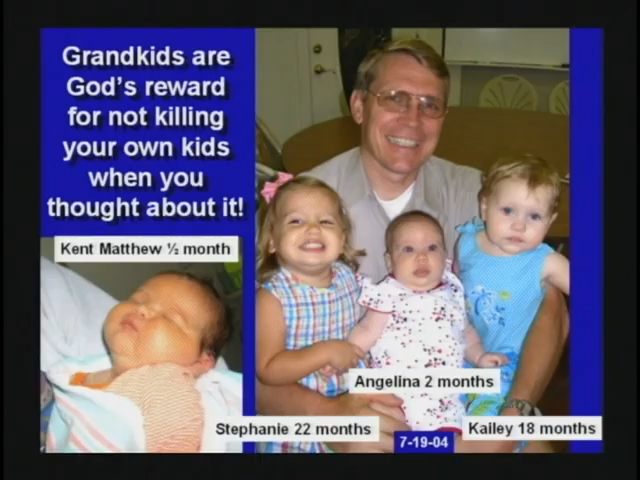 Grandkids are
God's reward
for not killing
your own kids
when you
thought about it!
Kent Matthew ½ month
Angelina 2 months
Stephanie 22 months
Kailey 18 months
7-19-04